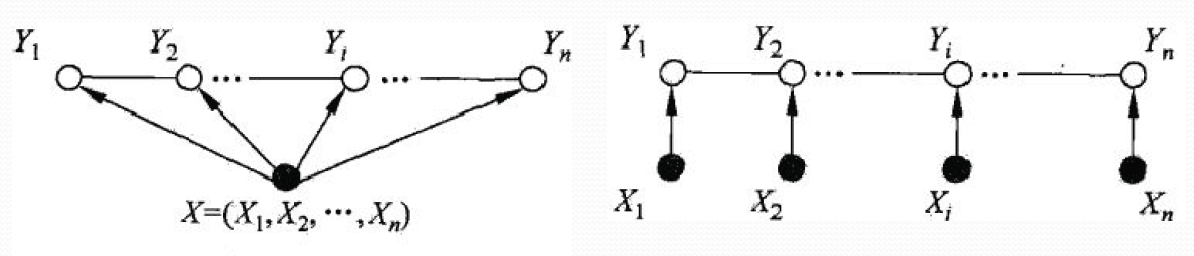 Y₁ Y₂ Yᵢ Yₙ
... ...
X=(X₁, X₂, ⋯, Xₙ)
Y₁ Y₂ Yᵢ Yₙ
... ...
X₁ X₂ Xᵢ Xₙ